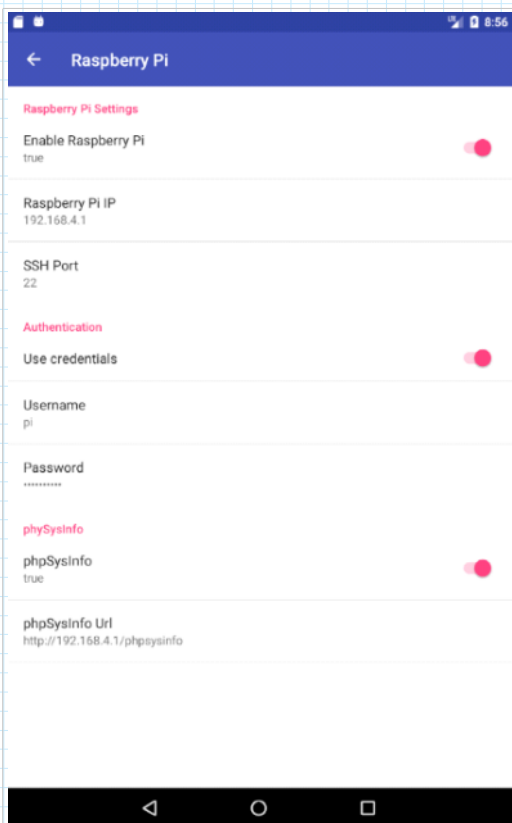 8:56
Raspberry Pi
Raspberry Pi Settings
Enable Raspberry Pi
true
Raspberry Pi IP
192.168.4.1
SSH Port
22
Authentication
Use credentials
Username
pi
Password
••••••••••
phySysInfo
phpSysInfo
true
phpSysInfo Url
http://192.168.4.1/phpsysinfo